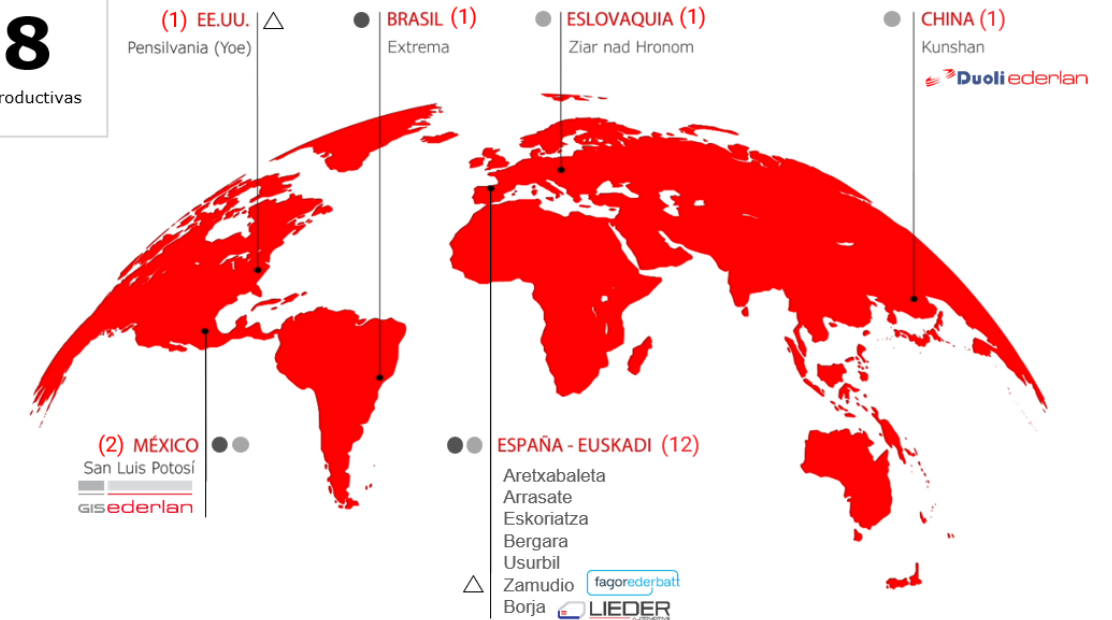 8
roductivas
(1) EE.UU.
Pensilvania (Yoe)
BRASIL (1)
Extrema
ESLOVAQUIA (1)
Ziar nad Hronom
CHINA (1)
Kunshan
Duoli ederlan
(2) MÉXICO
San Luis Potosí
GISederlan
ESPAÑA - EUSKADI (12)
Aretxabaleta
Arrasate
Eskoriatza
Bergara
Usurbil
Zamudio fagorederbatt
Borja LIEDER
AUTOMOTIVE